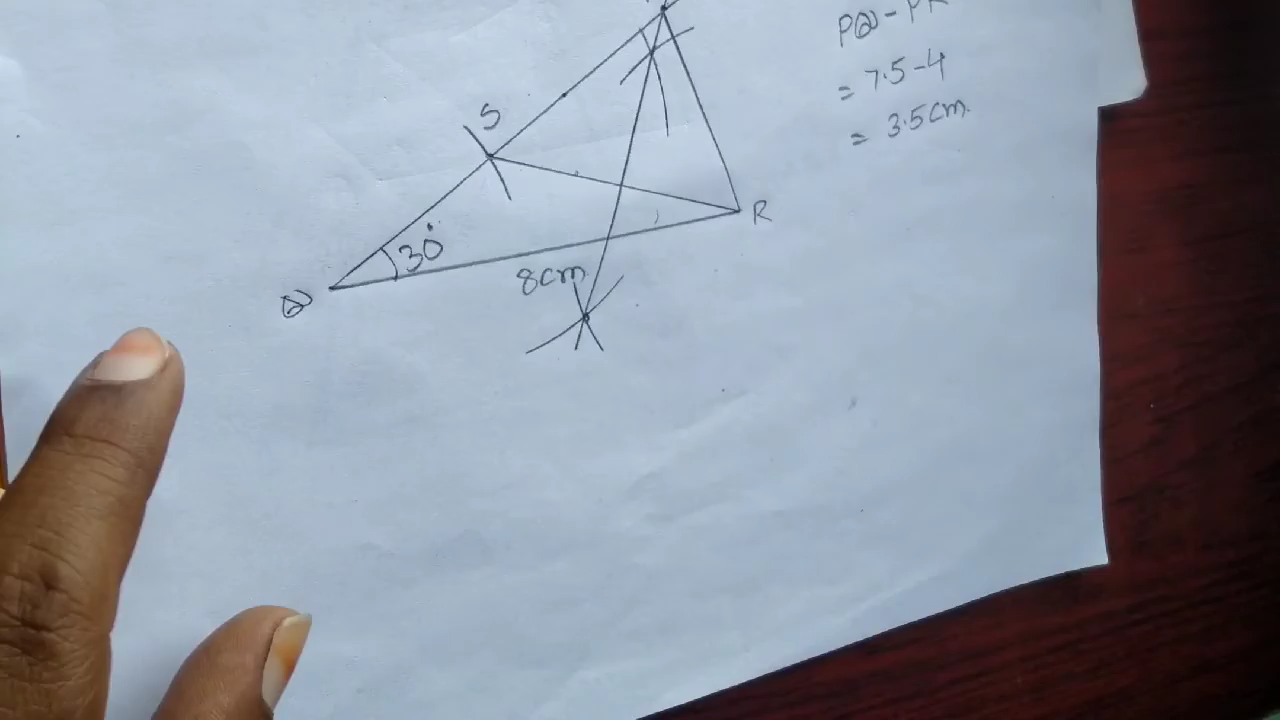 PQ - PR
= 7.5 - 4
= 3.5 cm.
S
30°
R
8cm
Q